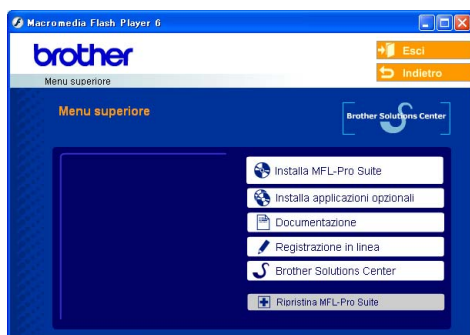 Macromedia Flash Player 6
brother
Esci
Indietro
Menu superiore
Menu superiore
Brother Solutions Center
Installa MFL-Pro Suite
Installa applicazioni opzionali
Documentazione
Registrazione in linea
Brother Solutions Center
Ripristina MFL-Pro Suite